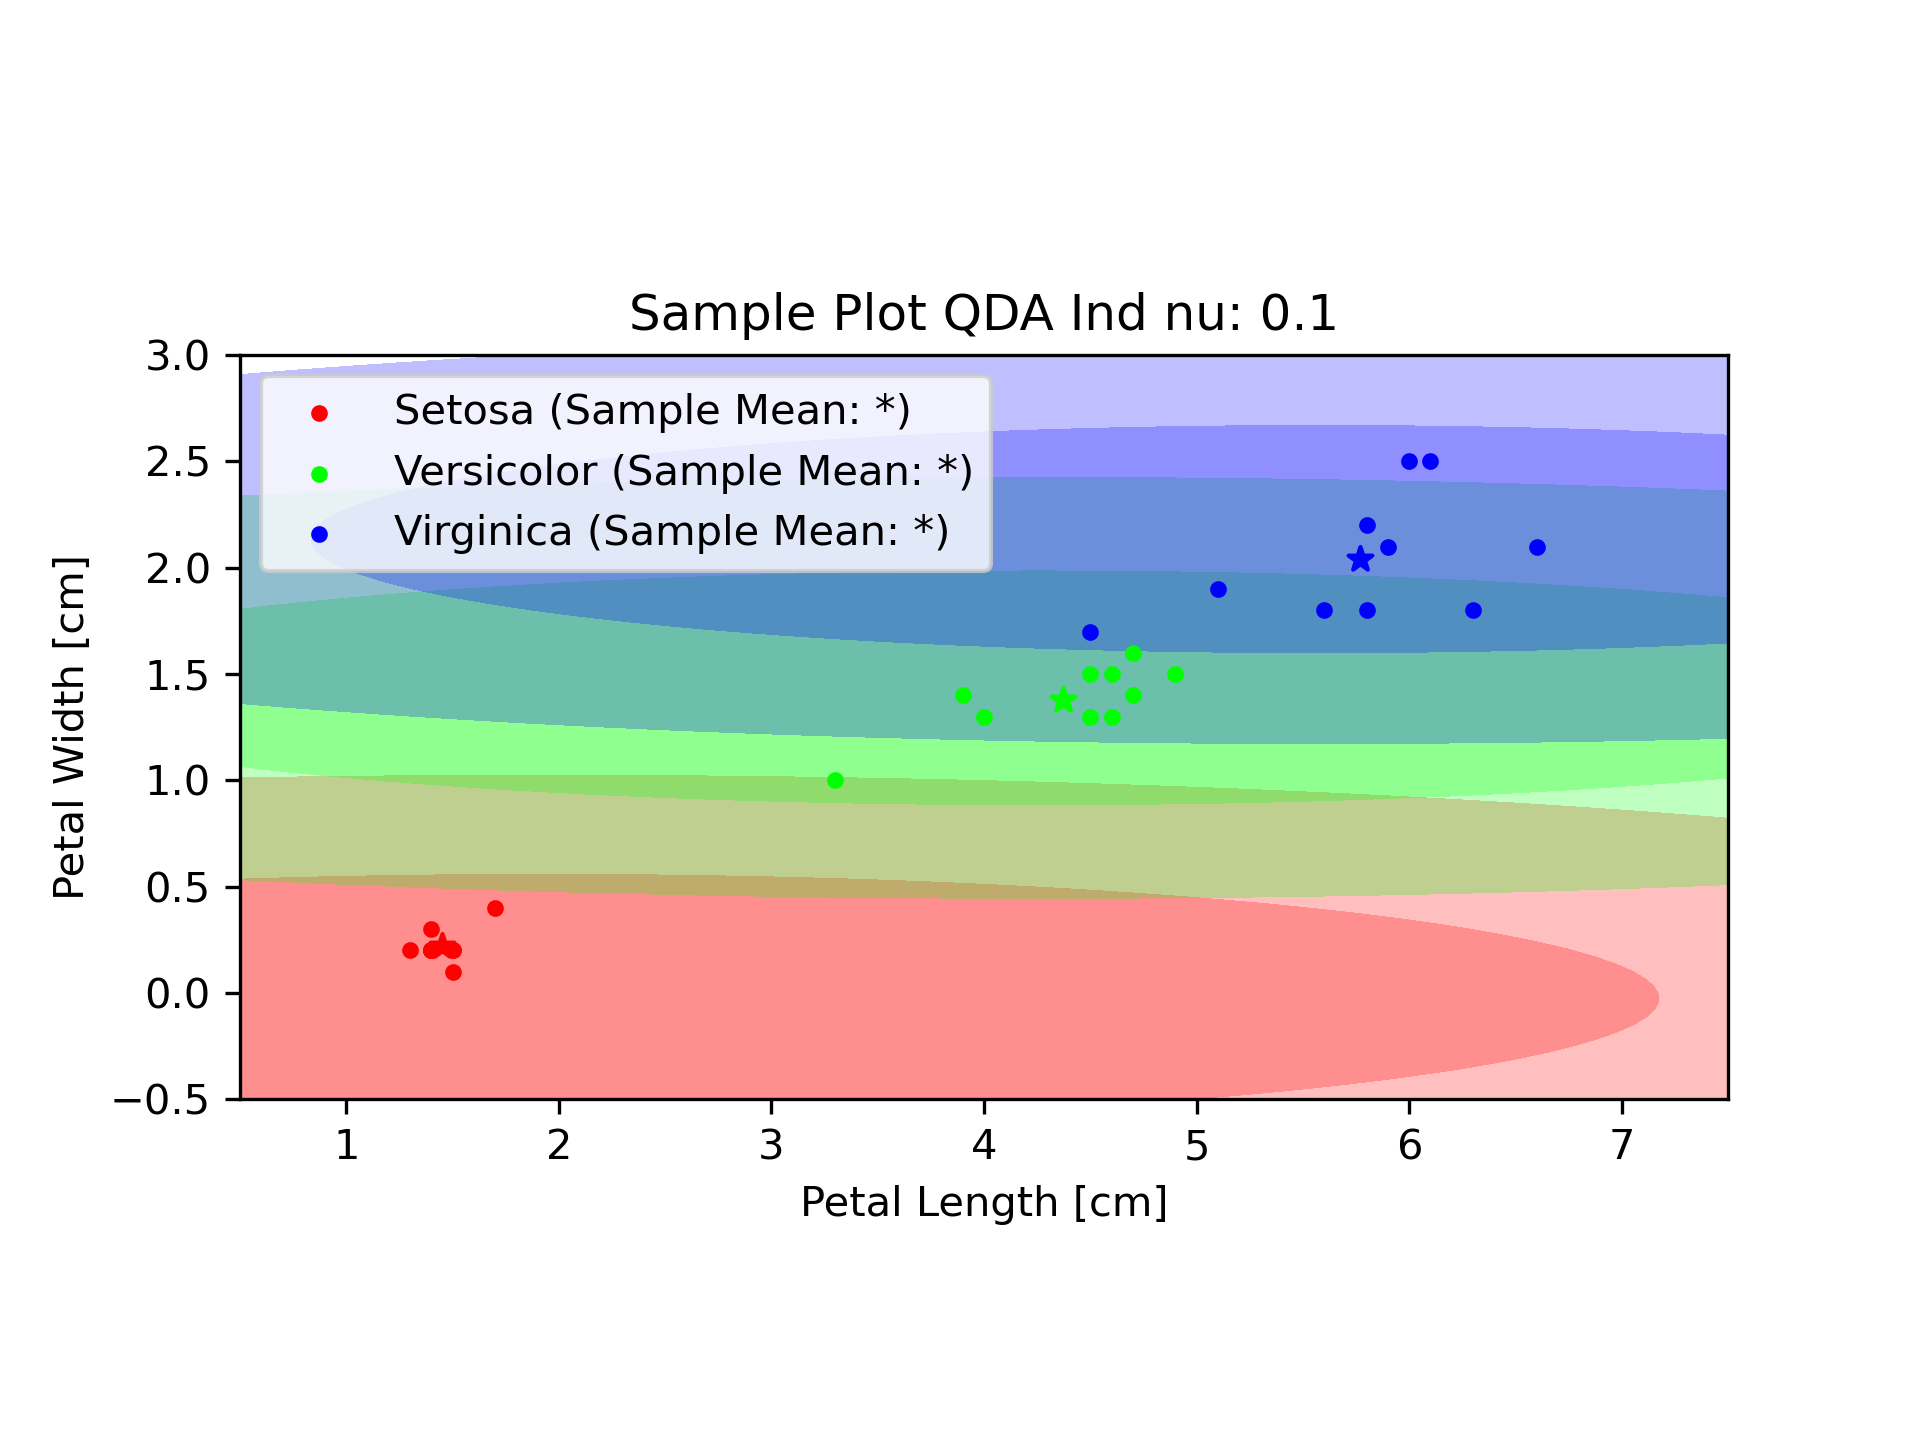 Sample Plot QDA Ind nu: 0.1
3.0
2.5
2.0
1.5
1.0
0.5
0.0
−0.5
Petal Width [cm]
Setosa (Sample Mean: *)
Versicolor (Sample Mean: *)
Virginica (Sample Mean: *)
1 2 3 4 5 6 7
Petal Length [cm]